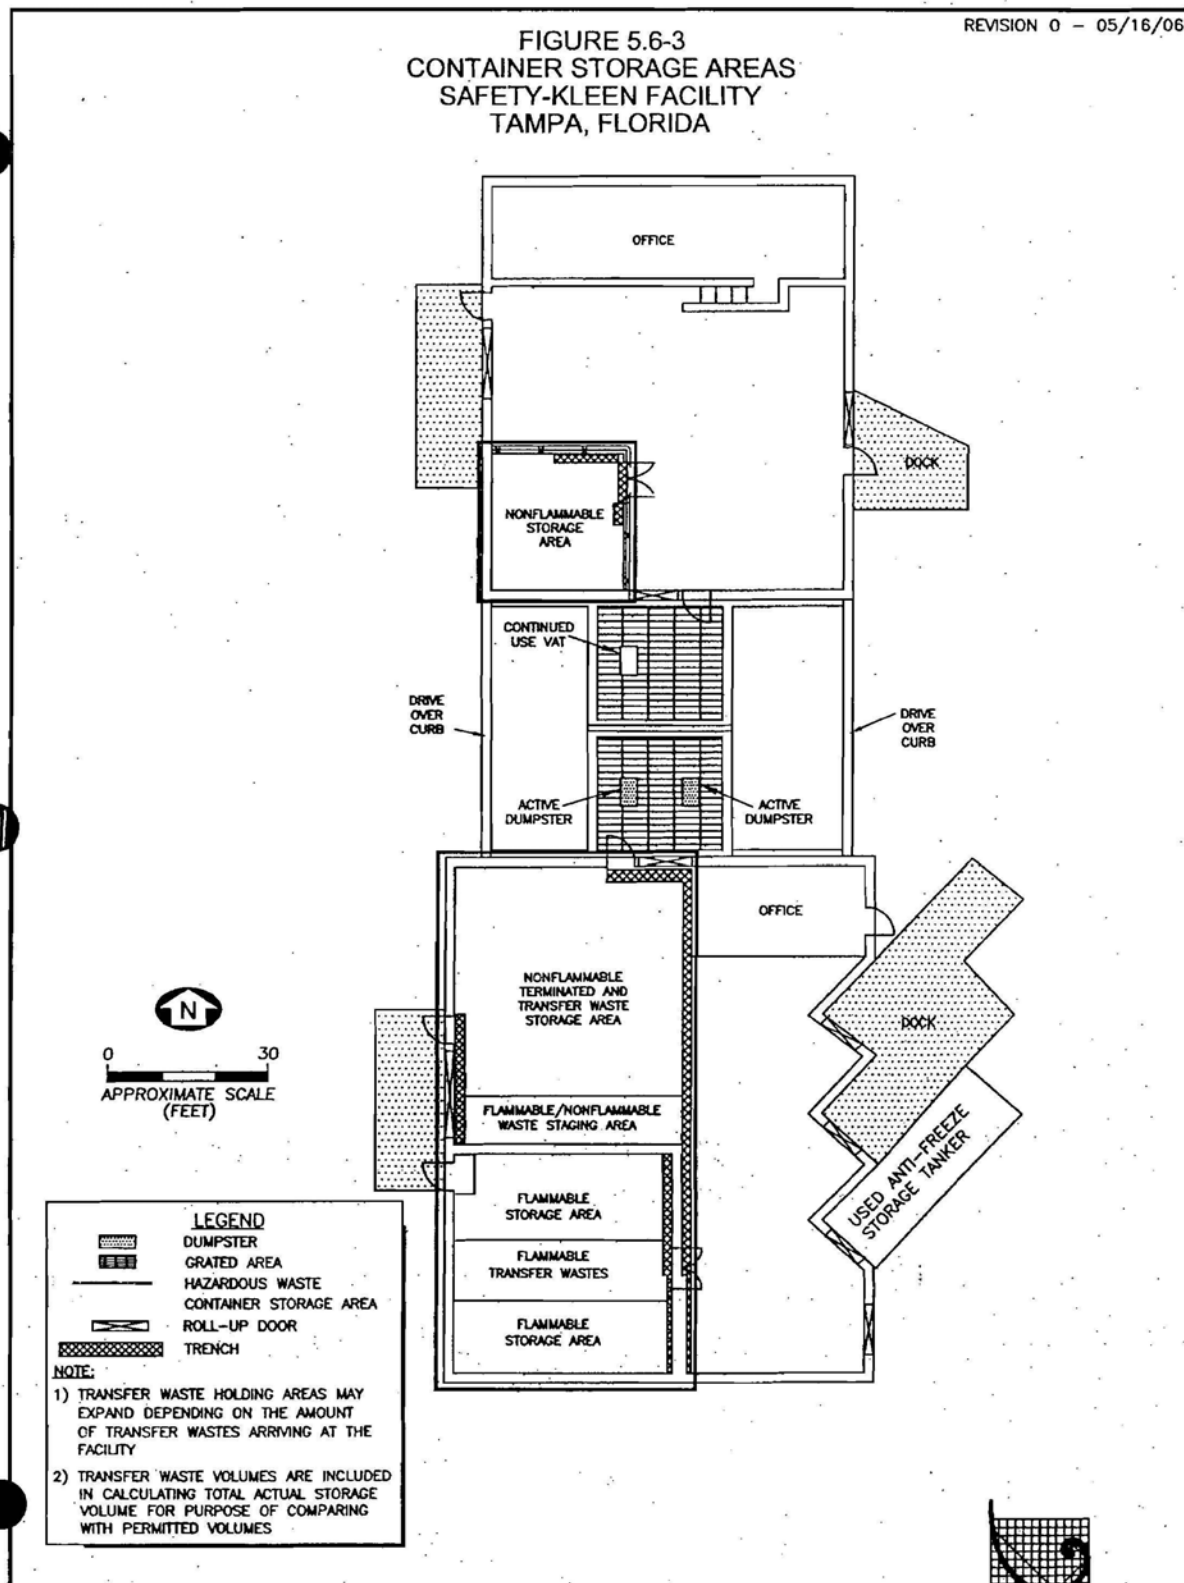 REVISION 0 – 05/16/06
FIGURE 5.6-3
CONTAINER STORAGE AREAS
SAFETY-KLEEN FACILITY
TAMPA, FLORIDA
OFFICE
DOCK
NONFLAMMABLE
STORAGE
AREA
CONTINUED
USE VAT
DRIVE
OVER
CURB
DRIVE
OVER
CURB
ACTIVE
DUMPSTER
ACTIVE
DUMPSTER
OFFICE
NONFLAMMABLE
TERMINATED AND
TRANSFER WASTE
STORAGE AREA
DOCK
N
0 30
APPROXIMATE SCALE
(FEET)
FLAMMABLE/NONFLAMMABLE
WASTE STAGING AREA
USED ANTI-FREEZE
STORAGE TANKER
FLAMMABLE
STORAGE AREA
FLAMMABLE
TRANSFER WASTES
FLAMMABLE
STORAGE AREA
LEGEND
DUMPSTER
GRATED AREA
HAZARDOUS WASTE
CONTAINER STORAGE AREA
ROLL-UP DOOR
TRENCH
NOTE:
1) TRANSFER WASTE HOLDING AREAS MAY
EXPAND DEPENDING ON THE AMOUNT
OF TRANSFER WASTES ARRIVING AT THE
FACILITY
2) TRANSFER WASTE VOLUMES ARE INCLUDED
IN CALCULATING TOTAL ACTUAL STORAGE
VOLUME FOR PURPOSE OF COMPARING
WITH PERMITTED VOLUMES